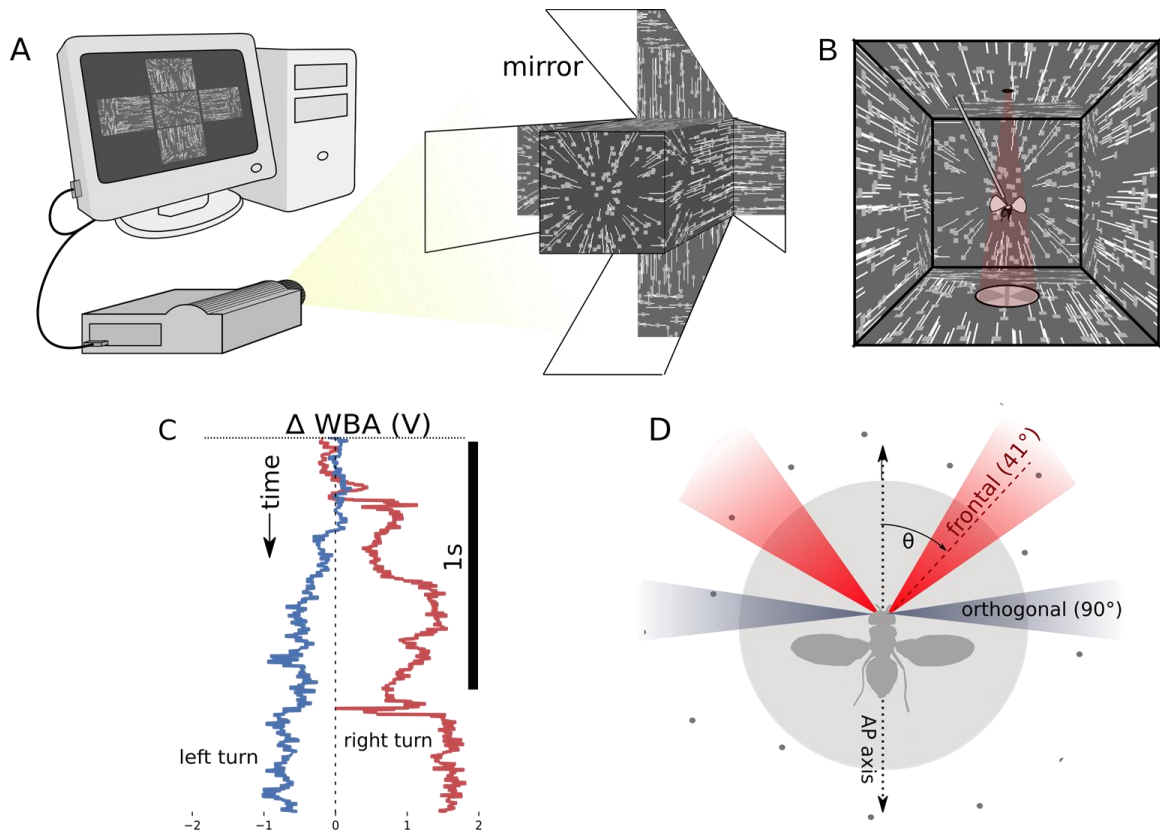 A
mirror
B
C
Δ WBA (V)
time
1s
left turn
right turn
−2 −1 0 1 2
D
frontal (41°)
θ
orthogonal (90°)
AP axis